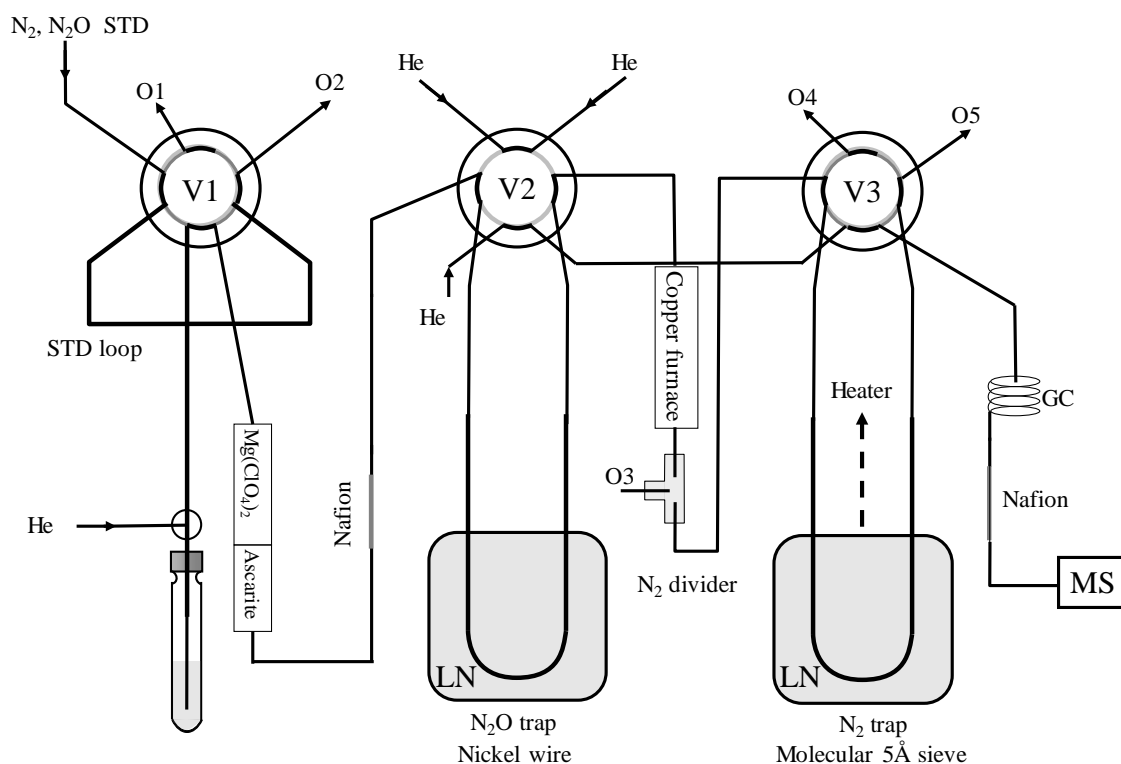 N2, N2O STD
O1
O2
He
He
O4
O5
V1
V2
V3
He
STD loop
Copper furnace
Heater
GC
Mg(ClO4)2
Ascarite
Nafion
O3
Nafion
He
N2 divider
MS
LN
LN
N2O trap
Nickel wire
N2 trap
Molecular 5Å sieve